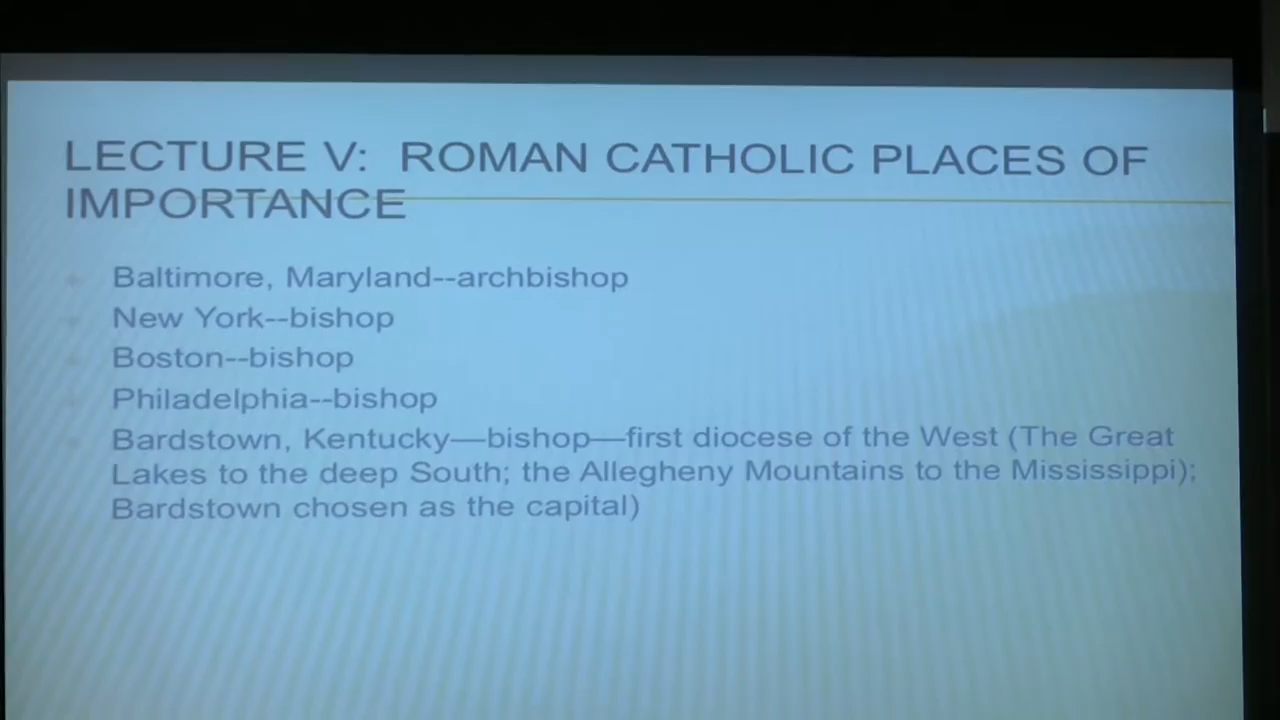 LECTURE V: ROMAN CATHOLIC PLACES OF
IMPORTANCE
Baltimore, Maryland--archbishop
New York--bishop
Boston--bishop
Philadelphia--bishop
Bardstown, Kentucky—bishop—first diocese of the West (The Great
Lakes to the deep South; the Allegheny Mountains to the Mississippi);
Bardstown chosen as the capital)